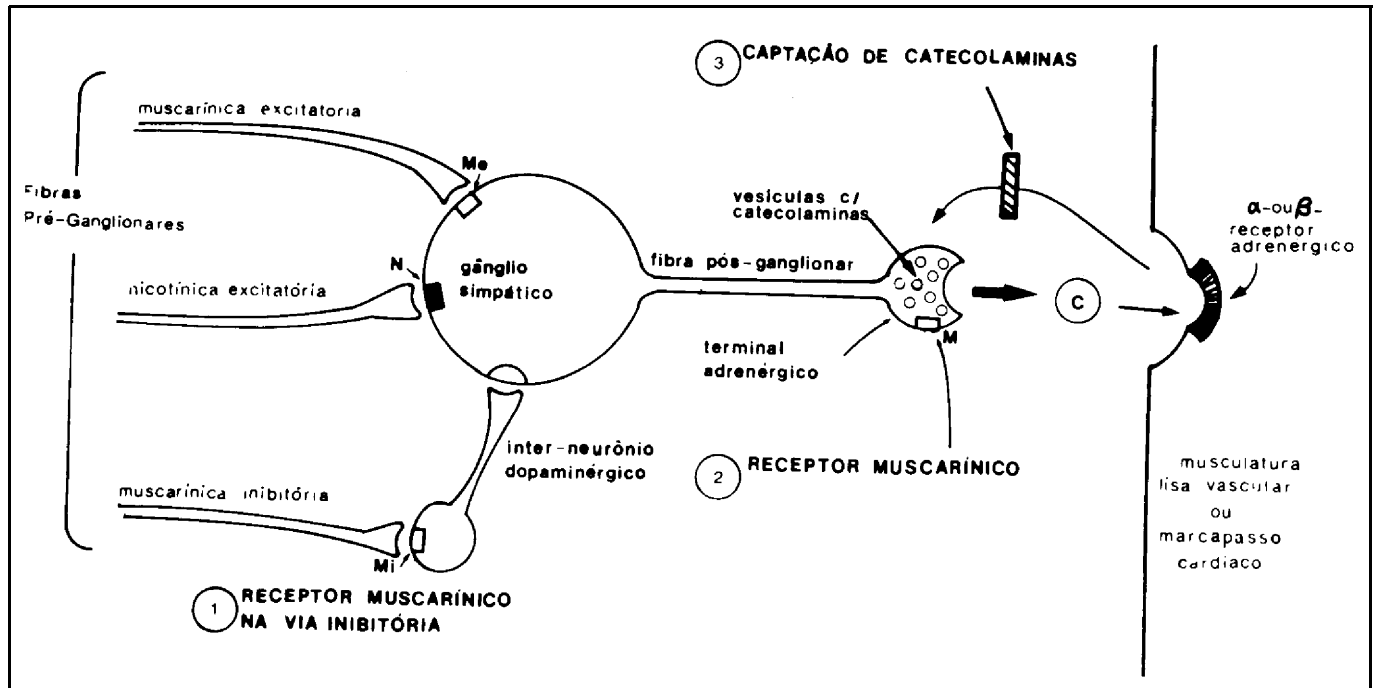 3 CAPTAÇÃO DE CATECOLAMINAS
muscarínica excitatoria
Me
Fibras
Pré-Ganglionares
vesículas c/
catecolaminas
α-ou β-
receptor
adrenérgico
N
gânglio
simpático
fibra pós-ganglionar
nicotínica excitatória
C
M
terminal
adrenérgico
inter-neurônio
dopaminérgico
2 RECEPTOR MUSCARÍNICO
muscarínica inibitória
Mi
musculatura
lisa vascular
ou
marcapasso
cardiaco
1 RECEPTOR MUSCARÍNICO
NA VIA INIBITÓRIA